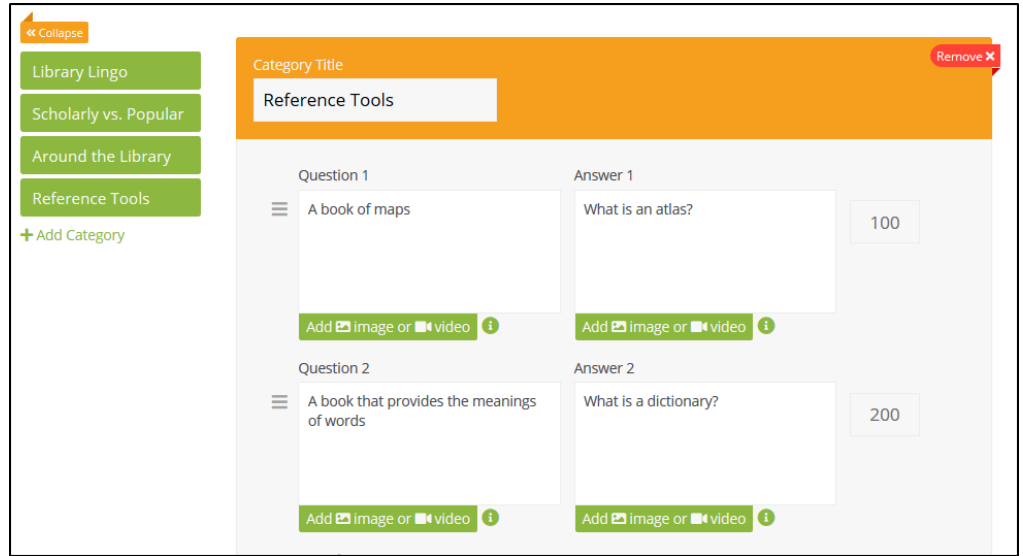 Collapse
Library Lingo
Scholarly vs. Popular
Around the Library
Reference Tools
Add Category
Category Title
Remove
Reference Tools
Question 1
Answer 1
A book of maps
What is an atlas?
100
Add image or video
Add image or video
Question 2
Answer 2
A book that provides the meanings
of words
What is a dictionary?
200
Add image or video
Add image or video